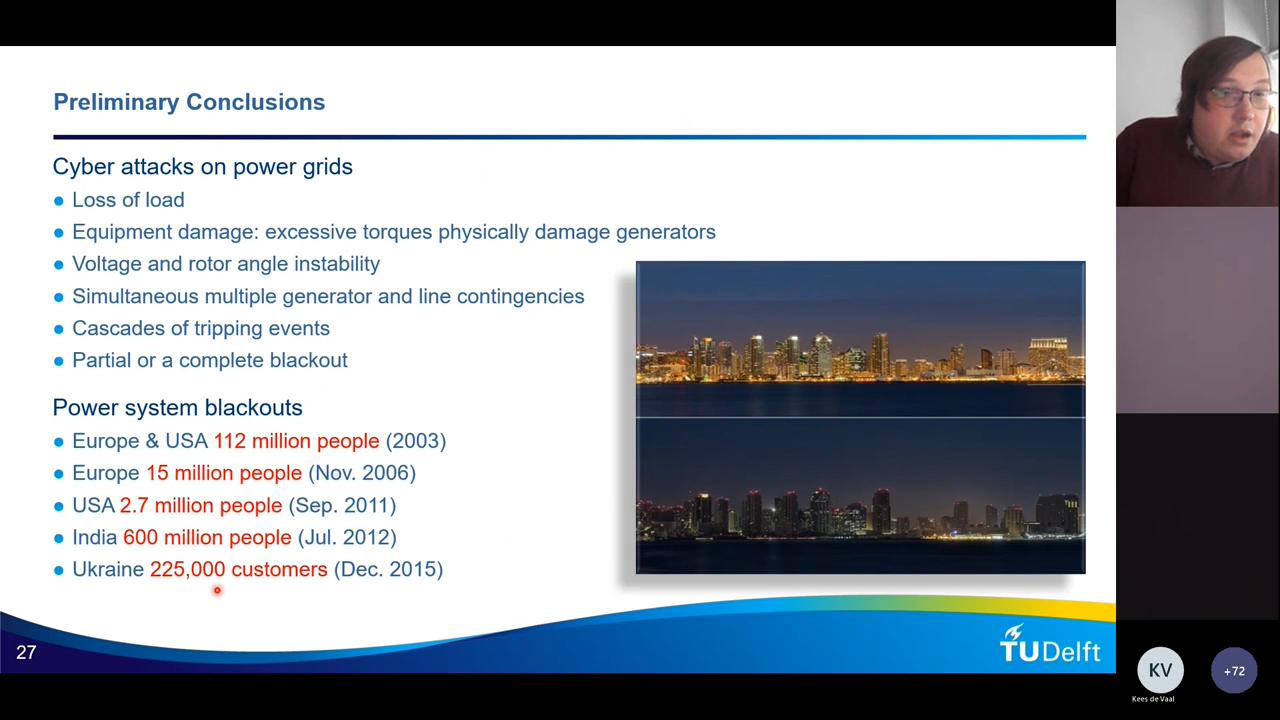 Preliminary Conclusions
Cyber attacks on power grids
● Loss of load
● Equipment damage: excessive torques physically damage generators
● Voltage and rotor angle instability
● Simultaneous multiple generator and line contingencies
● Cascades of tripping events
● Partial or a complete blackout
Power system blackouts
● Europe & USA 112 million people (2003)
● Europe 15 million people (Nov. 2006)
● USA 2.7 million people (Sep. 2011)
● India 600 million people (Jul. 2012)
● Ukraine 225,000 customers (Dec. 2015)
27
TUDelft
KV
Kees de Vaal
+72